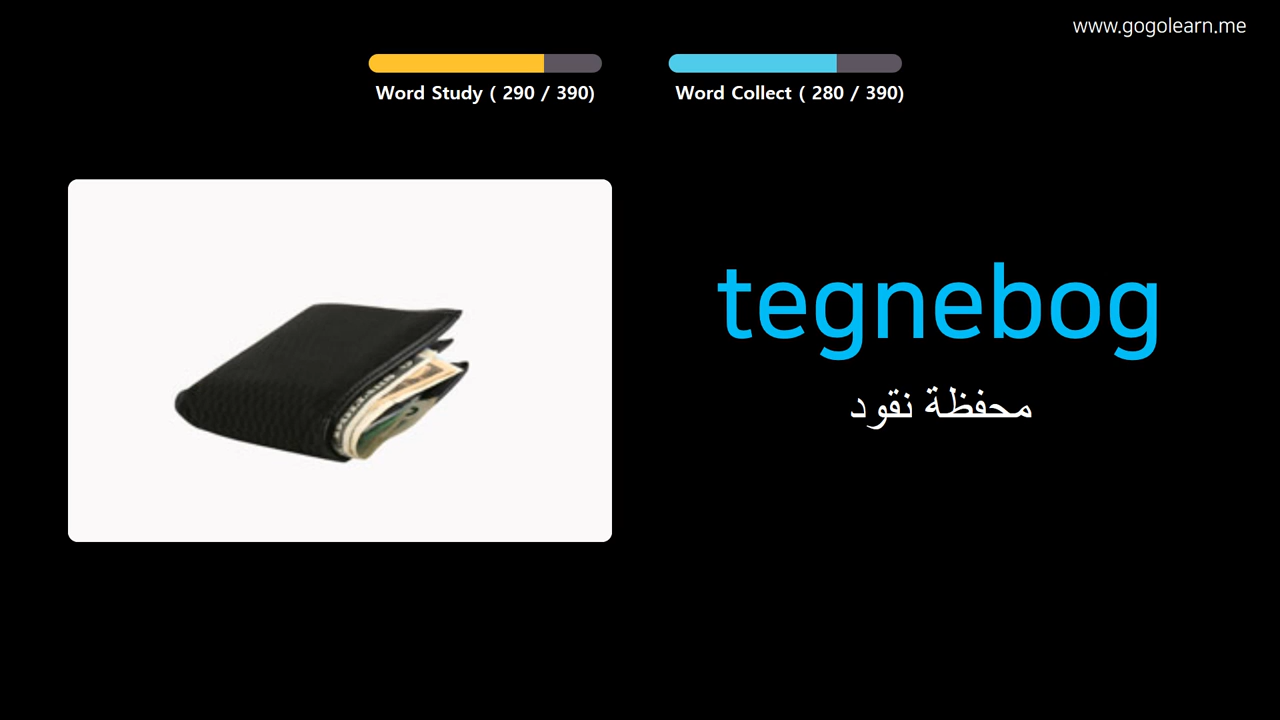 www.gogolearn.me
Word Study ( 290 / 390)
Word Collect ( 280 / 390)
tegnebog
محفظة نقود